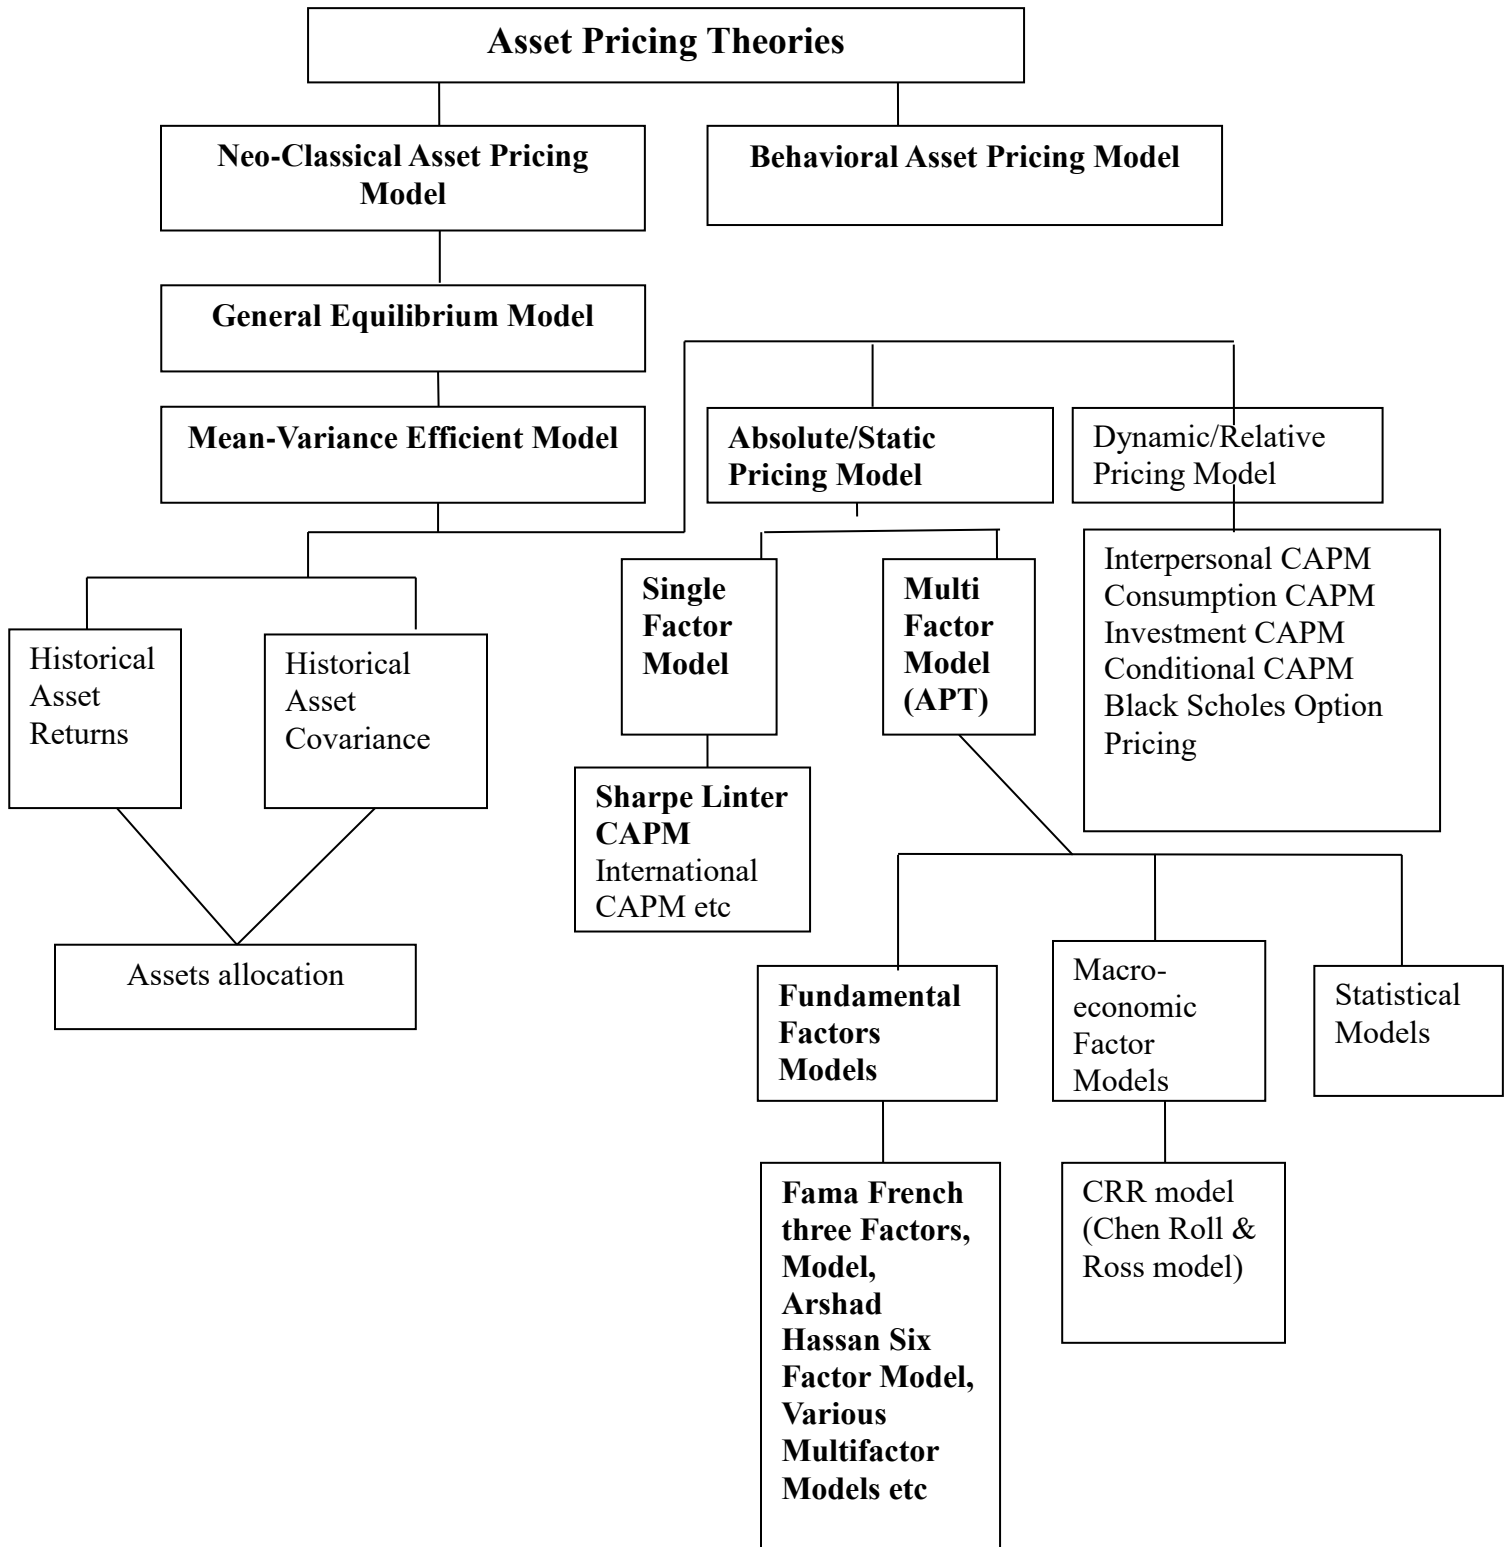 Asset Pricing Theories
Neo-Classical Asset Pricing
Model
Behavioral Asset Pricing Model
General Equilibrium Model
Mean-Variance Efficient Model
Absolute/Static
Pricing Model
Dynamic/Relative
Pricing Model
Historical
Asset
Returns
Historical
Asset
Covariance
Single
Factor
Model
Multi
Factor
Model
(APT)
Interpersonal CAPM
Consumption CAPM
Investment CAPM
Conditional CAPM
Black Scholes Option
Pricing
Sharpe Linter
CAPM
International
CAPM etc
Assets allocation
Fundamental
Factors
Models
Macro-
economic
Factor
Models
Statistical
Models
Fama French
three Factors,
Model,
Arshad
Hassan Six
Factor Model,
Various
Multifactor
Models etc
CRR model
(Chen Roll &
Ross model)